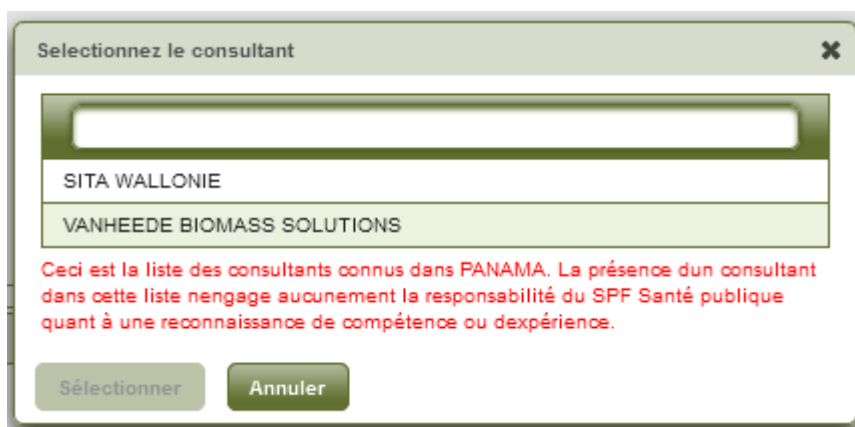 Selectionnez le consultant
SITA WALLONIE
VANHEEDE BIOMASS SOLUTIONS
Ceci est la liste des consultants connus dans PANAMA. La présence dun consultant
dans cette liste nengage aucunement la responsabilité du SPF Santé publique
quant à une reconnaissance de compétence ou dexpérience.
Sélectionner Annuler